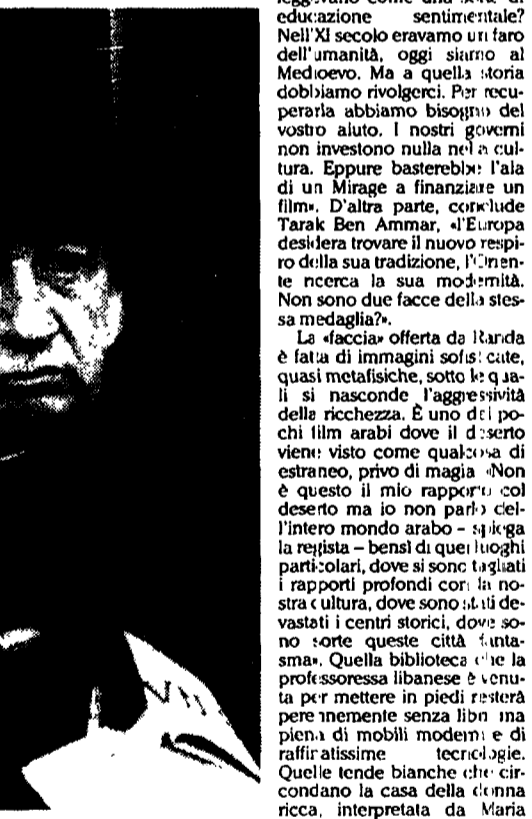 educazione sentimentale?
Nell'XI secolo eravamo un faro
dell'umanità, oggi siamo al
Medioevo. Ma a quella storia
dobbiamo rivolgerci. Per recu-
perarla abbiamo bisogno del
vostro aiuto. I nostri governi
non investono nulla nella cul-
tura. Eppure basterebbe l'ala
di un Mirage a finanziare un
film». D'altra parte, conclude
Tarak Ben Ammar, «l'Europa
desidera trovare il nuovo respi-
ro della sua tradizione, l'Orien-
te ricerca la sua modernità.
Non sono due facce della stes-
sa medaglia?».
La «faccia» offerta da Randa
è fatta di immagini sofisticate,
quasi metafisiche, sotto le qua-
li si nasconde l'aggressività
della ricchezza. È uno dei po-
chi film arabi dove il deserto
viene visto come qualcosa di
estraneo, privo di magia «Non
è questo il mio rapporto col
deserto ma io non parlo del-
l'intero mondo arabo – spiega
la regista – bensì di quei luoghi
particolari, dove si sono tagliati
i rapporti profondi con la no-
stra cultura, dove sono stati de-
vastati i centri storici, dove so-
no sorte queste città fanta-
sma». Quella biblioteca che la
professoressa libanese è venu-
ta per mettere in piedi resterà
perennemente senza libri ma
piena di mobili moderni e di
raffinatissime tecnologie.
Quelle tende bianche che cir-
condano la casa della donna
ricca, interpretata da Maria